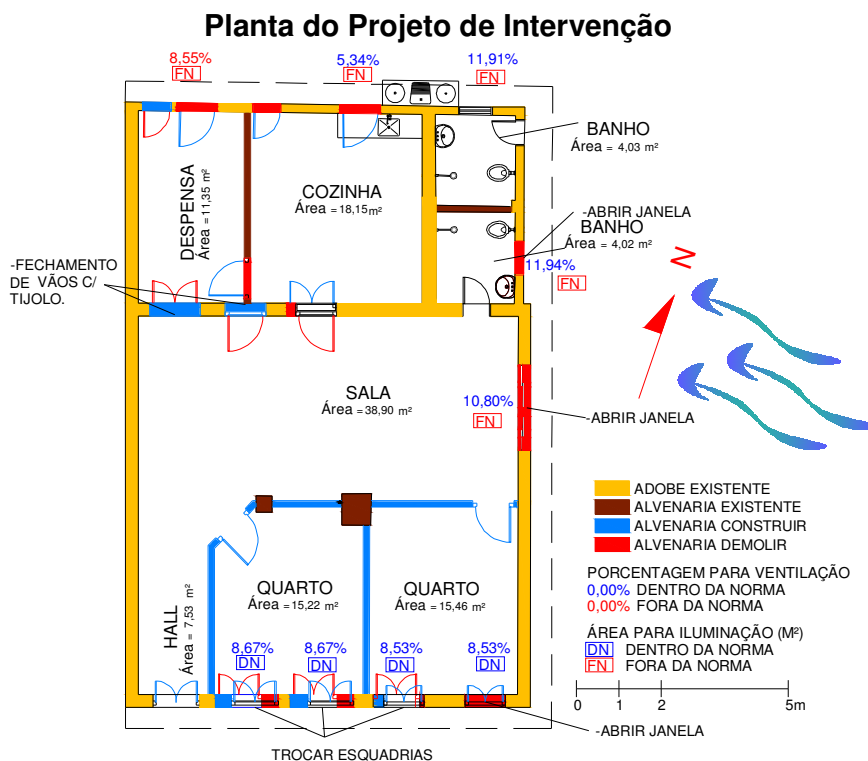 Planta do Projeto de Intervenção
8,55%
FN
5,34%
FN
11,91%
FN
BANHO
Área = 4,03 m²
DESPENSA
Área = 11,35 m²
COZINHA
Área = 18,15m²
-ABRIR JANELA
BANHO
Área = 4,02 m²
11,94%
FN
N
-FECHAMENTO
DE VÃOS C/
TIJOLO.
SALA
Área = 38,90 m²
10,80%
FN
-ABRIR JANELA
ADOBE EXISTENTE
ALVENARIA EXISTENTE
ALVENARIA CONSTRUIR
ALVENARIA DEMOLIR
PORCENTAGEM PARA VENTILAÇÃO
0,00% DENTRO DA NORMA
0,00% FORA DA NORMA
ÁREA PARA ILUMINAÇÃO (M²)
DN DENTRO DA NORMA
FN FORA DA NORMA
HALL
Área = 7,53 m²
QUARTO
Área = 15,22 m²
QUARTO
Área = 15,46 m²
8,67%
DN
8,67%
DN
8,53%
DN
8,53%
DN
0 1 2 5m
-ABRIR JANELA
TROCAR ESQUADRIAS